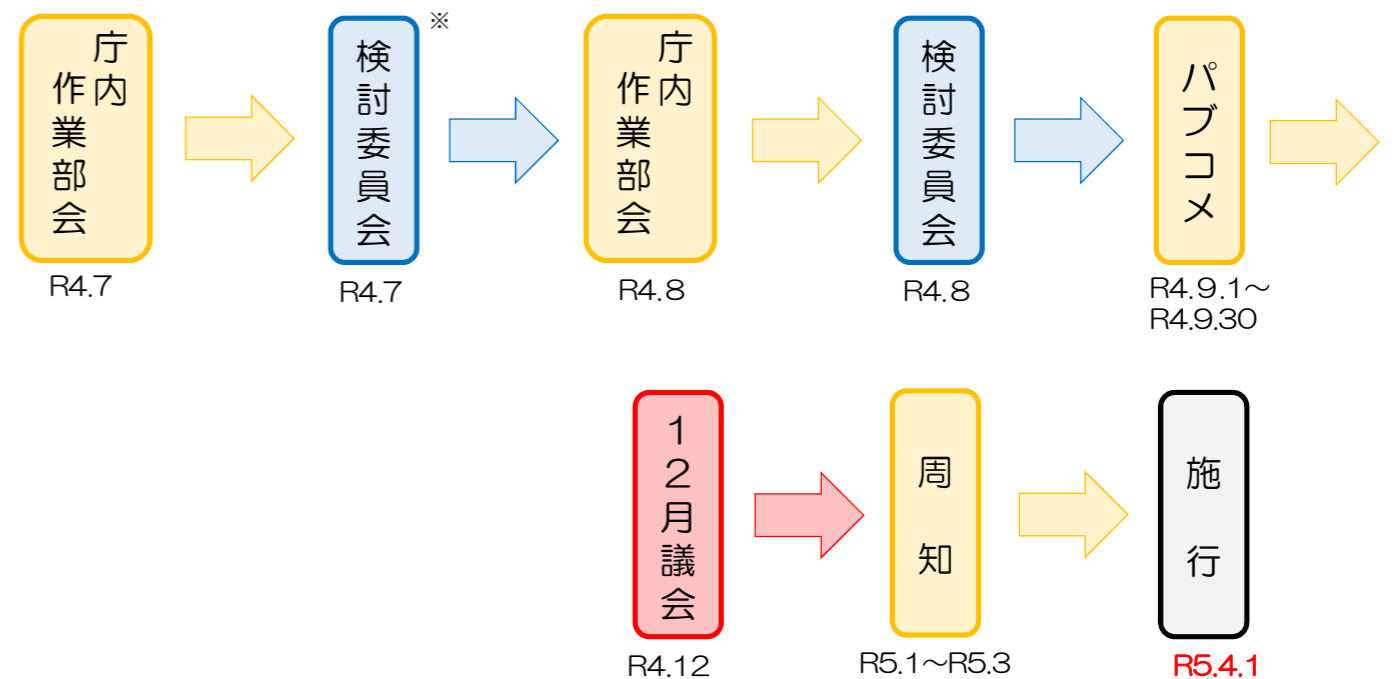 庁内
作業部会
R4.7
検討委員会
※
R4.7
庁内
作業部会
R4.8
検討委員会
R4.8
パブコメ
R4.9.1～
R4.9.30
１２月議会
R4.12
周知
R5.1～R5.3
施行
R5.4.1